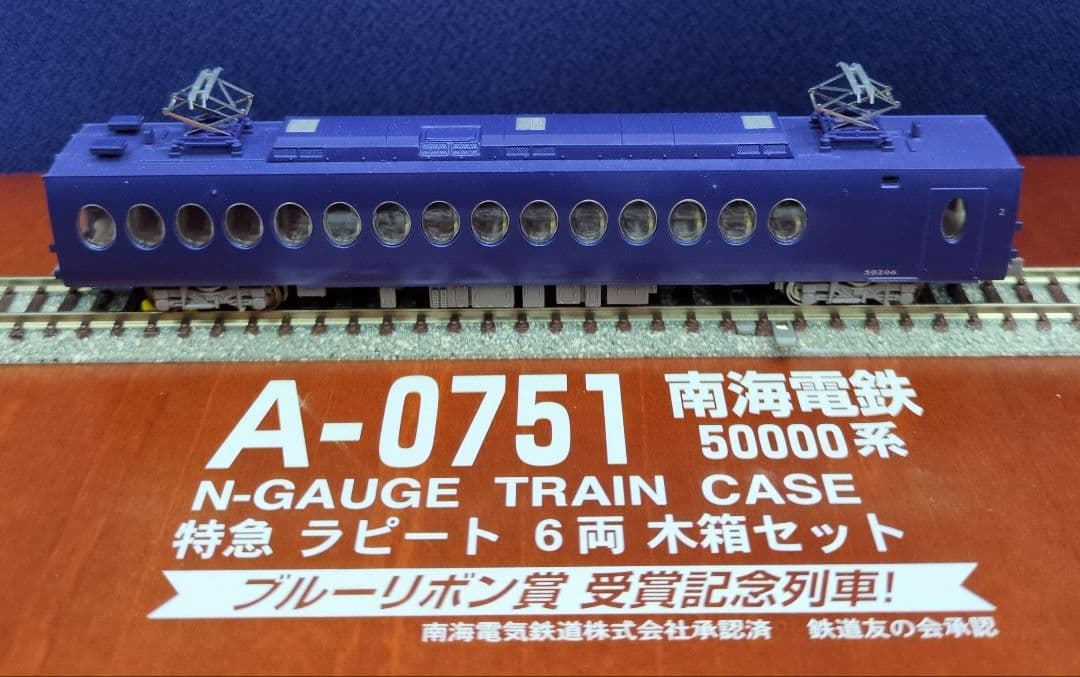 2
50206
A-0751 南海電鉄
50000系
N-GAUGE TRAIN CASE
特急 ラピート 6両 木箱セット
ブルーリボン賞 受賞記念列車!
南海電気鉄道株式会社承認済 鉄道友の会承認